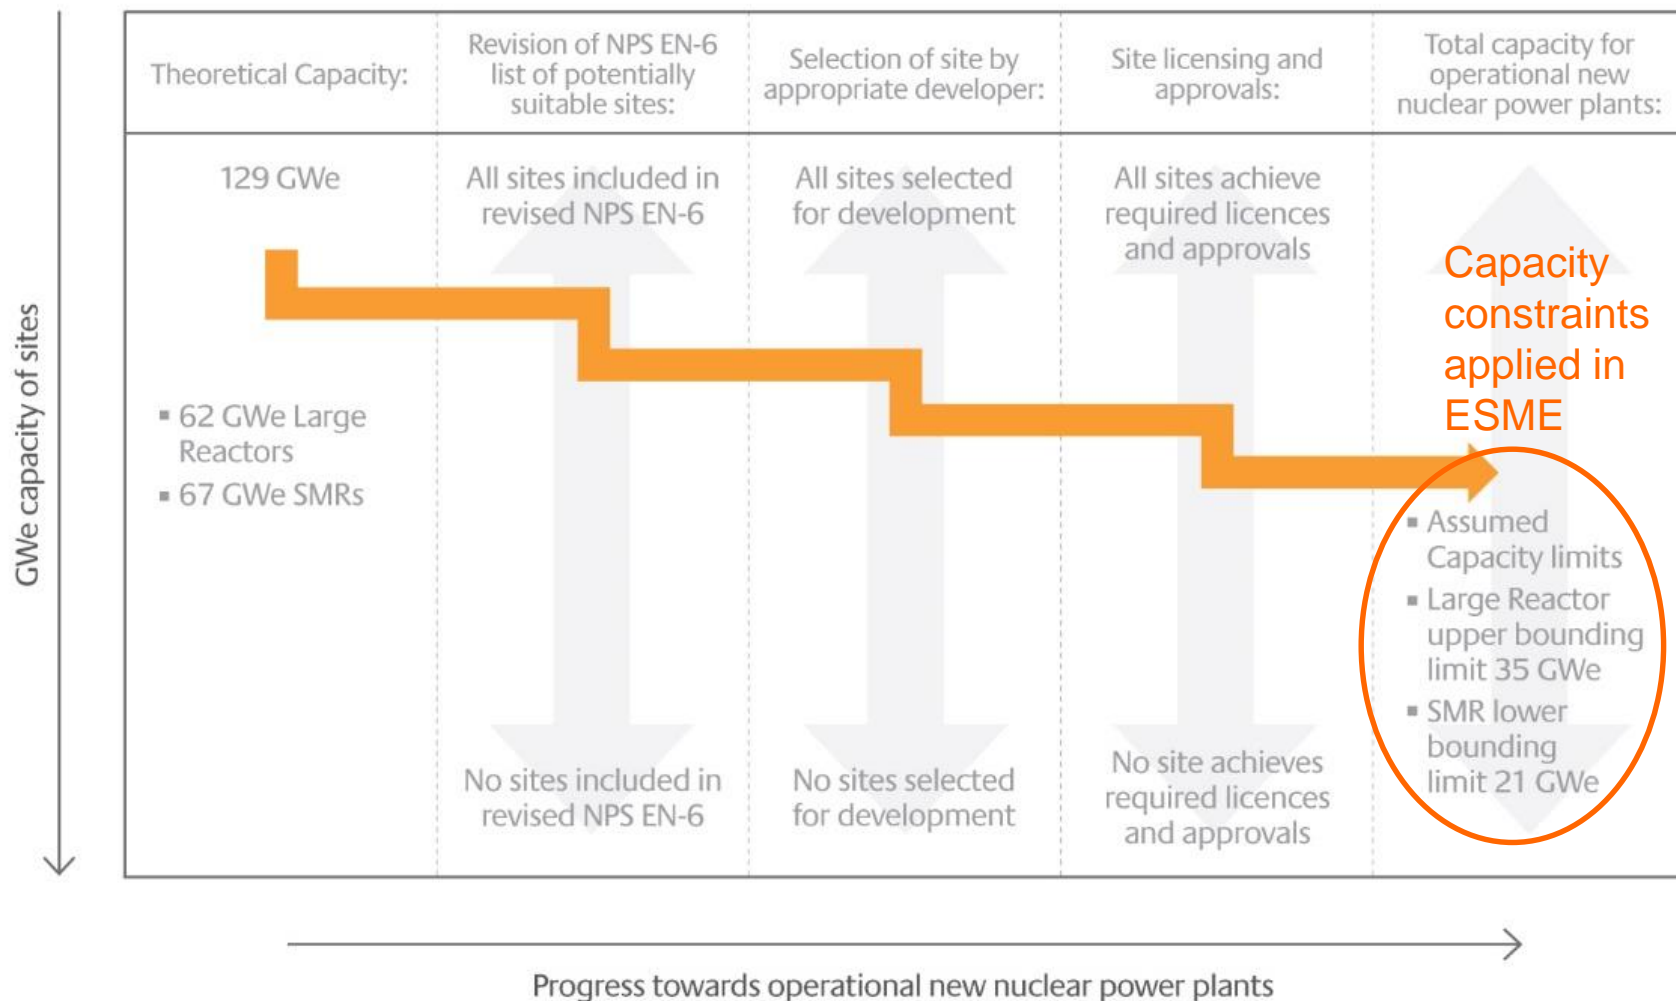 Theoretical Capacity:
Revision of NPS EN-6
list of potentially
suitable sites:
Selection of site by
appropriate developer:
Site licensing and
approvals:
Total capacity for
operational new
nuclear power plants:
129 GWe
All sites included in
revised NPS EN-6
All sites selected
for development
All sites achieve
required licences
and approvals
Capacity
constraints
applied in
ESME
▪ 62 GWe Large
Reactors
▪ 67 GWe SMRs
▪ Assumed
Capacity limits
▪ Large Reactor
upper bounding
limit 35 GWe
▪ SMR lower
bounding
limit 21 GWe
No sites included in
revised NPS EN-6
No sites selected
for development
No site achieves
required licences
and approvals
GWe capacity of sites
Progress towards operational new nuclear power plants